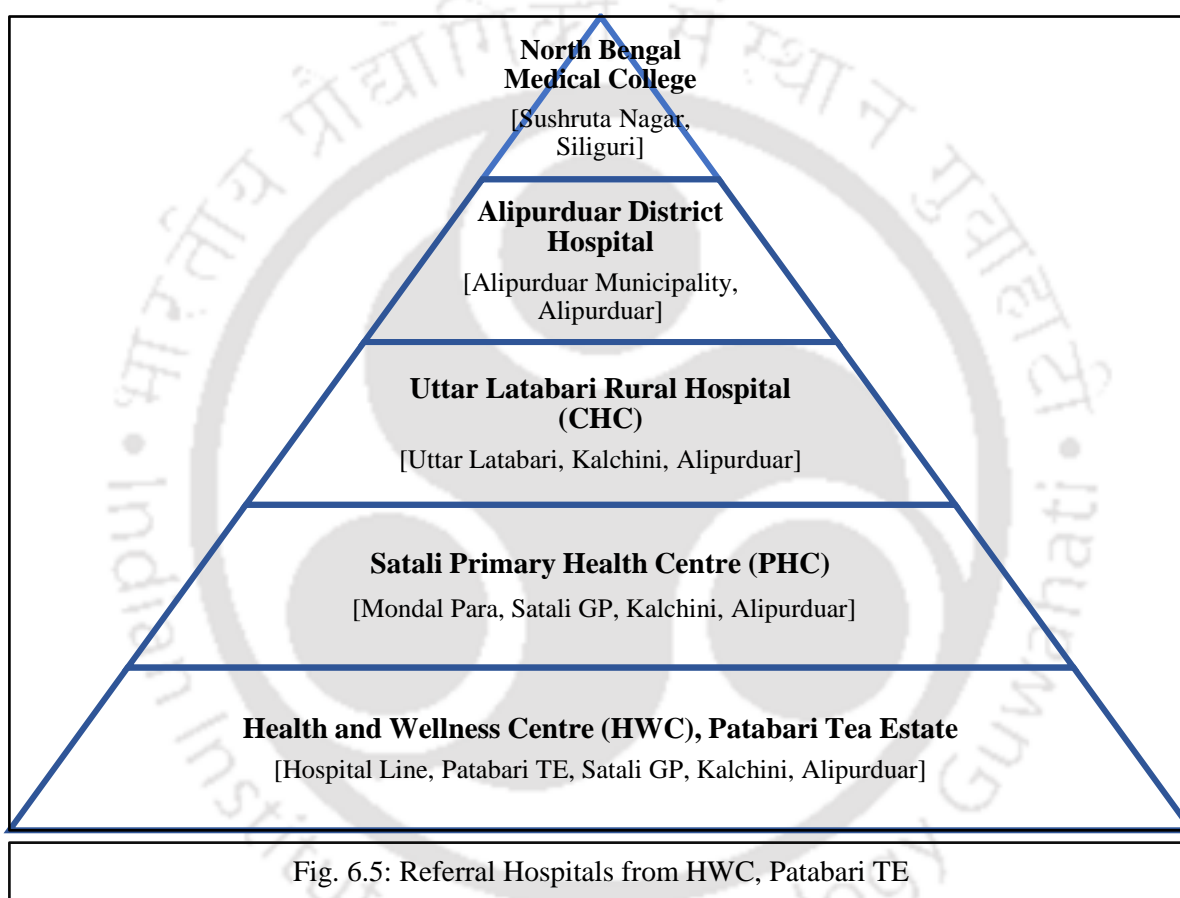 North Bengal
Medical College
[Sushruta Nagar,
Siliguri]
Alipurduar District
Hospital
[Alipurduar Municipality,
Alipurduar]
Uttar Latabari Rural Hospital
(CHC)
[Uttar Latabari, Kalchini, Alipurduar]
Satali Primary Health Centre (PHC)
[Mondal Para, Satali GP, Kalchini, Alipurduar]
Health and Wellness Centre (HWC), Patabari Tea Estate
[Hospital Line, Patabari TE, Satali GP, Kalchini, Alipurduar]
Fig. 6.5: Referral Hospitals from HWC, Patabari TE